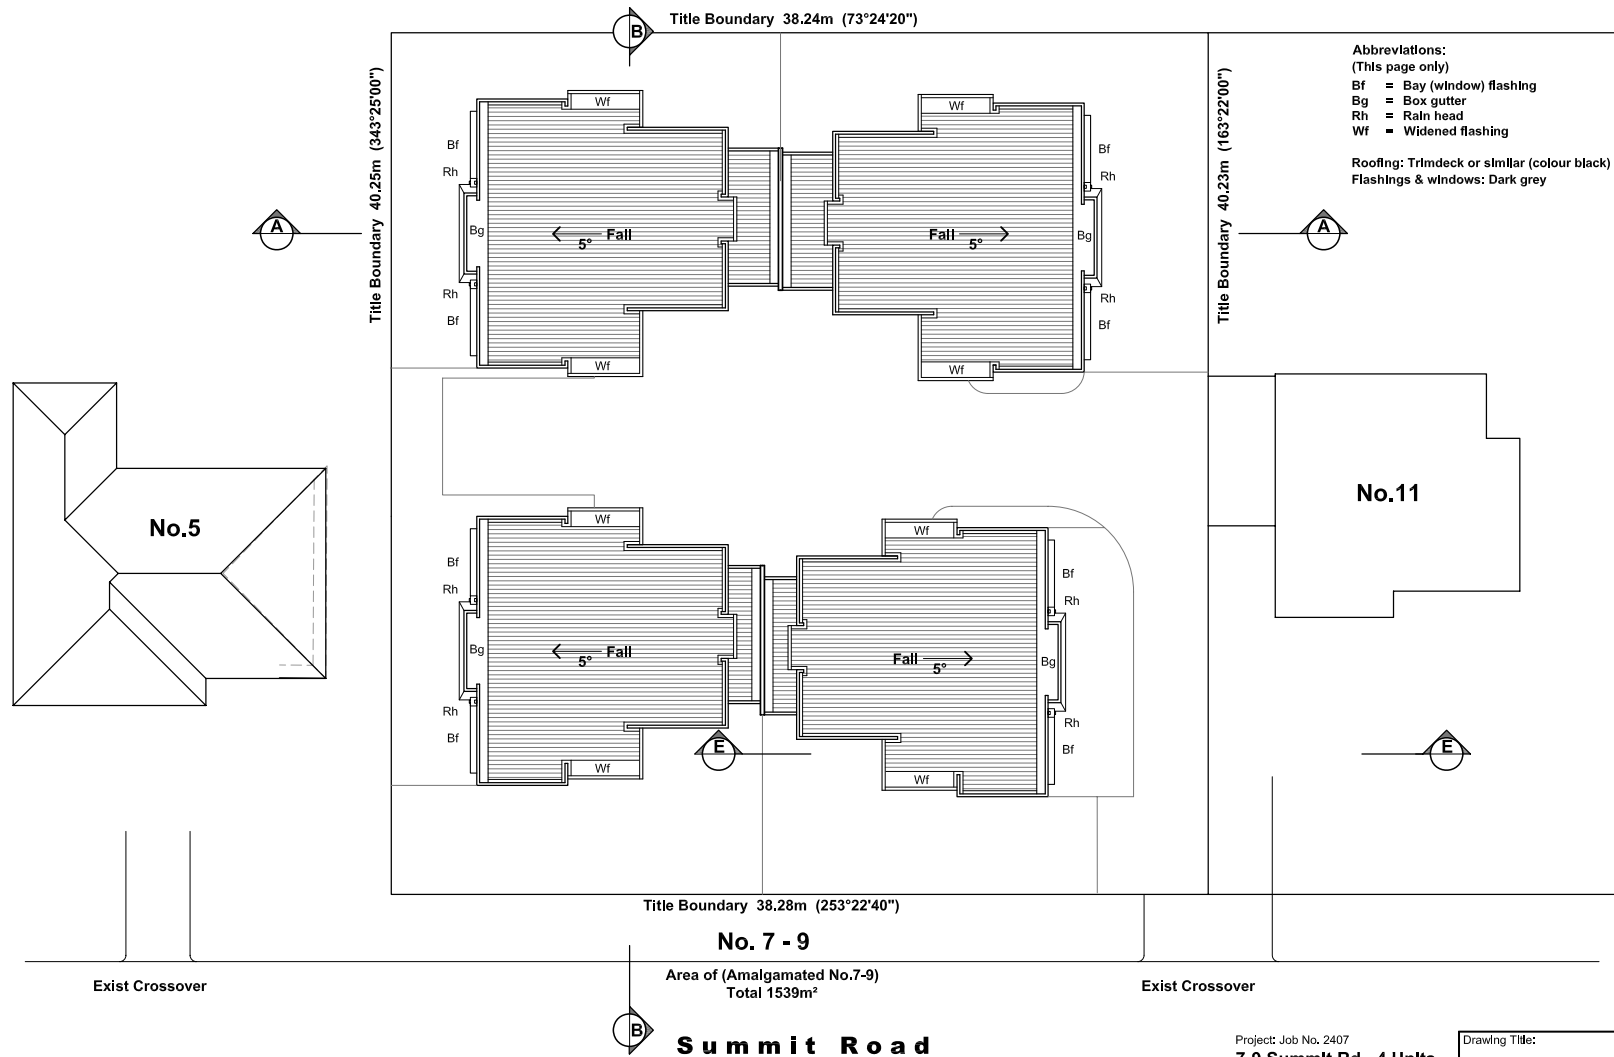 Title Boundary 38.24m (73°24'20")
B
Abbreviations:
(This page only)
Bf = Bay (window) flashing
Bg = Box gutter
Rh = Rain head
Wf = Widened flashing
Roofing: Trimdeck or similar (colour black)
Flashings & windows: Dark grey
Title Boundary 40.25m (343°25'00")
Title Boundary 40.23m (163°22'00")
Wf
Wf
Bf
Bf
Rh
Rh
A
A
Bg
Fall
5°
Fall
5°
Bg
Rh
Rh
Bf
Bf
Wf
Wf
No.5
No.11
Wf
Wf
Bf
Bf
Rh
Rh
Bg
Fall
5°
Fall
5°
Bg
Rh
Rh
Bf
Bf
E
E
Wf
Wf
Title Boundary 38.28m (253°22'40")
No. 7 - 9
Area of (Amalgamated No.7-9)
Total 1539m²
Exist Crossover
Exist Crossover
B
Summit Road
Project: Job No. 2407
7-9 Summit Rd - 4 Units
Drawing Title: